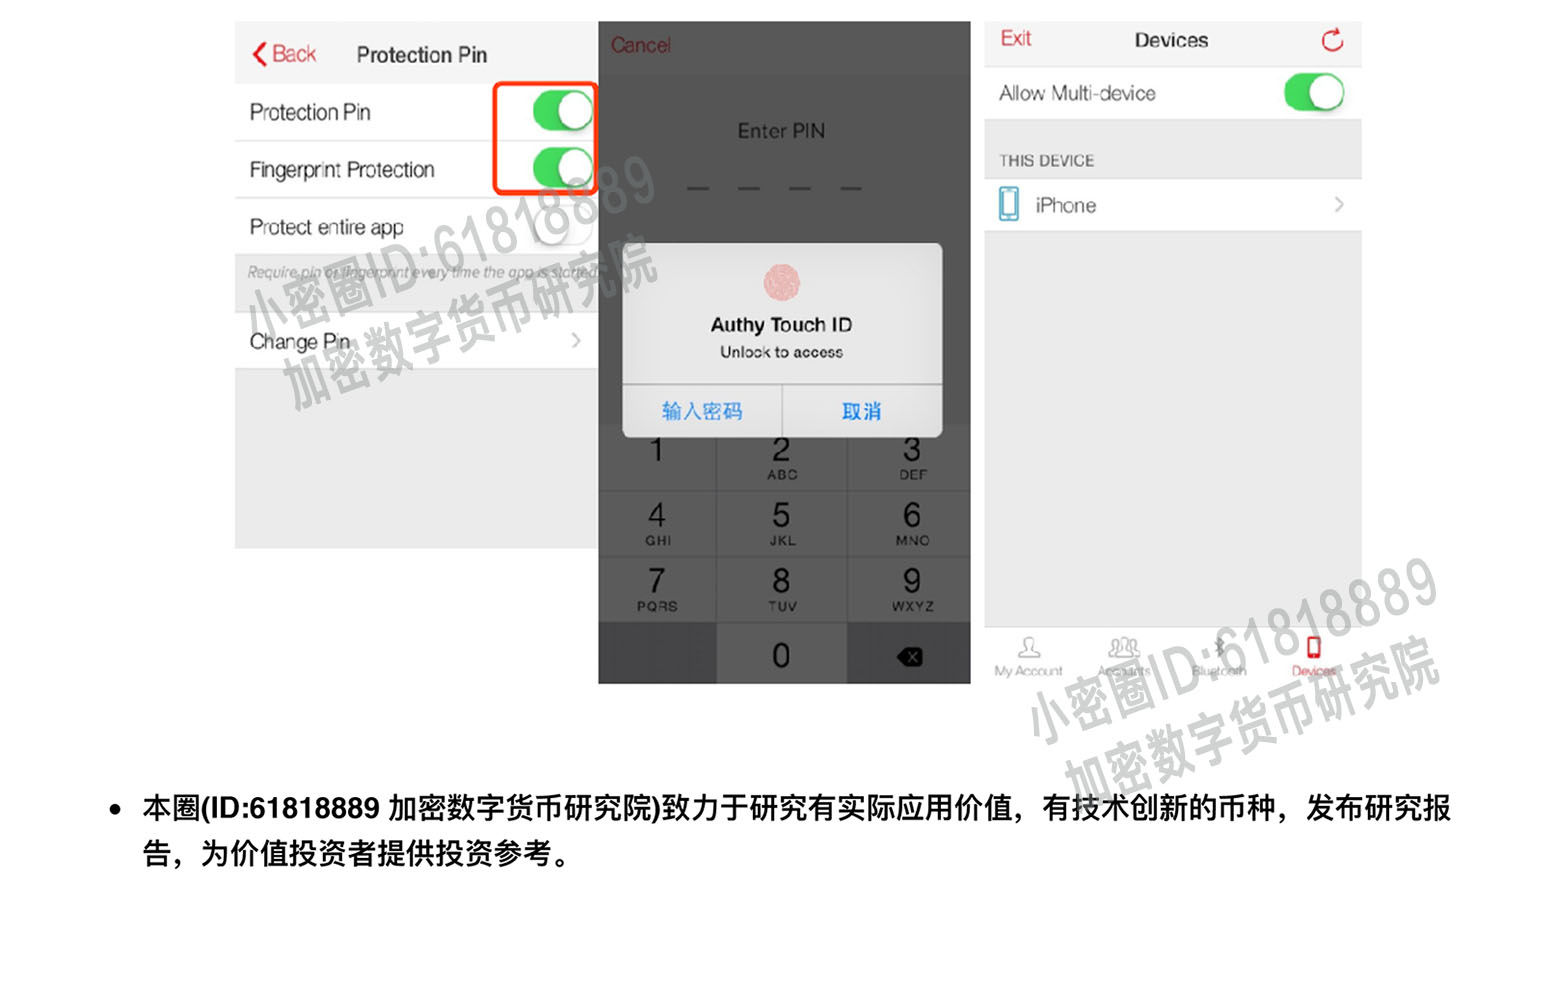 Back
Protection Pin
Protection Pin
Fingerprint Protection
Protect entire app
Require pin or fingerprint every time the app is started
Change Pin
Cancel
Enter PIN
Authy Touch ID
Unlock to access
输入密码
取消
1
2
ABC
3
DEF
4
GHI
5
JKL
6
MNO
7
PQRS
8
TUV
9
WXYZ
0
Exit
Devices
Allow Multi-device
THIS DEVICE
iPhone
My Account
Accounts
Bluetooth
Devices
小密圈ID:61818889
加密数字货币研究院
小密圈ID:61818889
加密数字货币研究院
• 本圈(ID:61818889 加密数字货币研究院)致力于研究有实际应用价值，有技术创新的币种，发布研究报
告，为价值投资者提供投资参考。